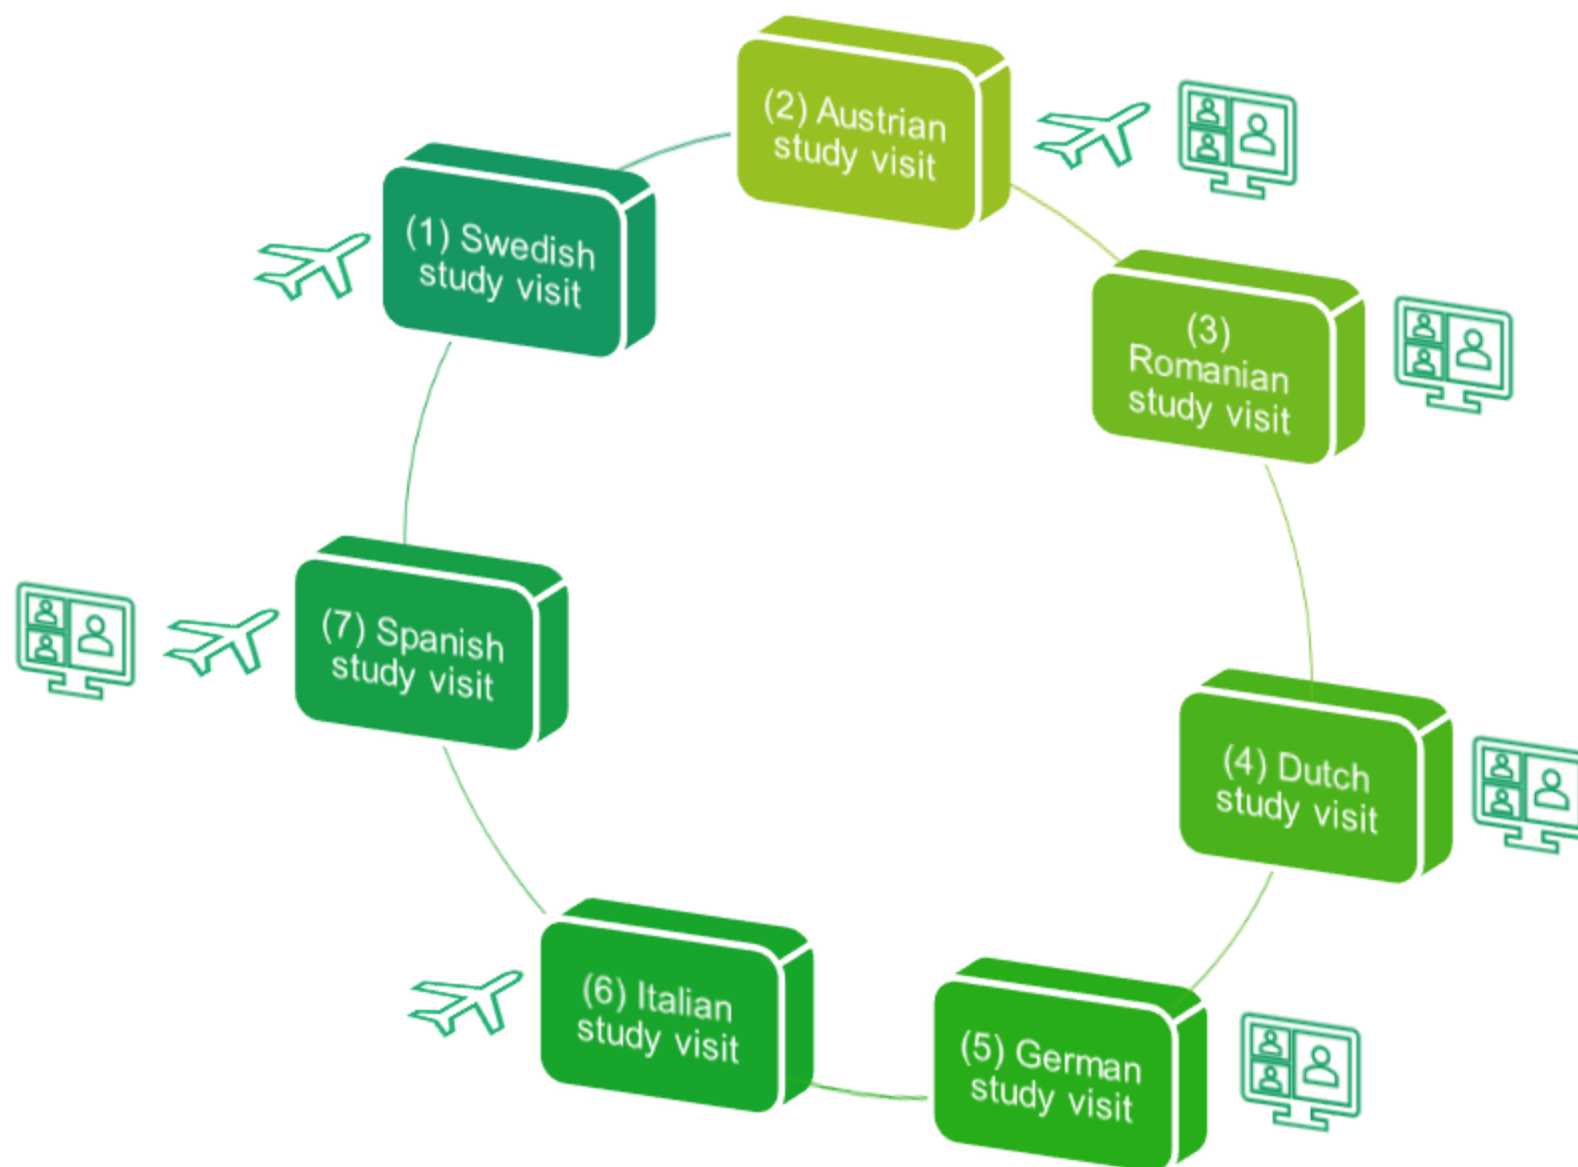 (1) Swedish
study visit
(2) Austrian
study visit
(3)
Romanian
study visit
(4) Dutch
study visit
(5) German
study visit
(6) Italian
study visit
(7) Spanish
study visit